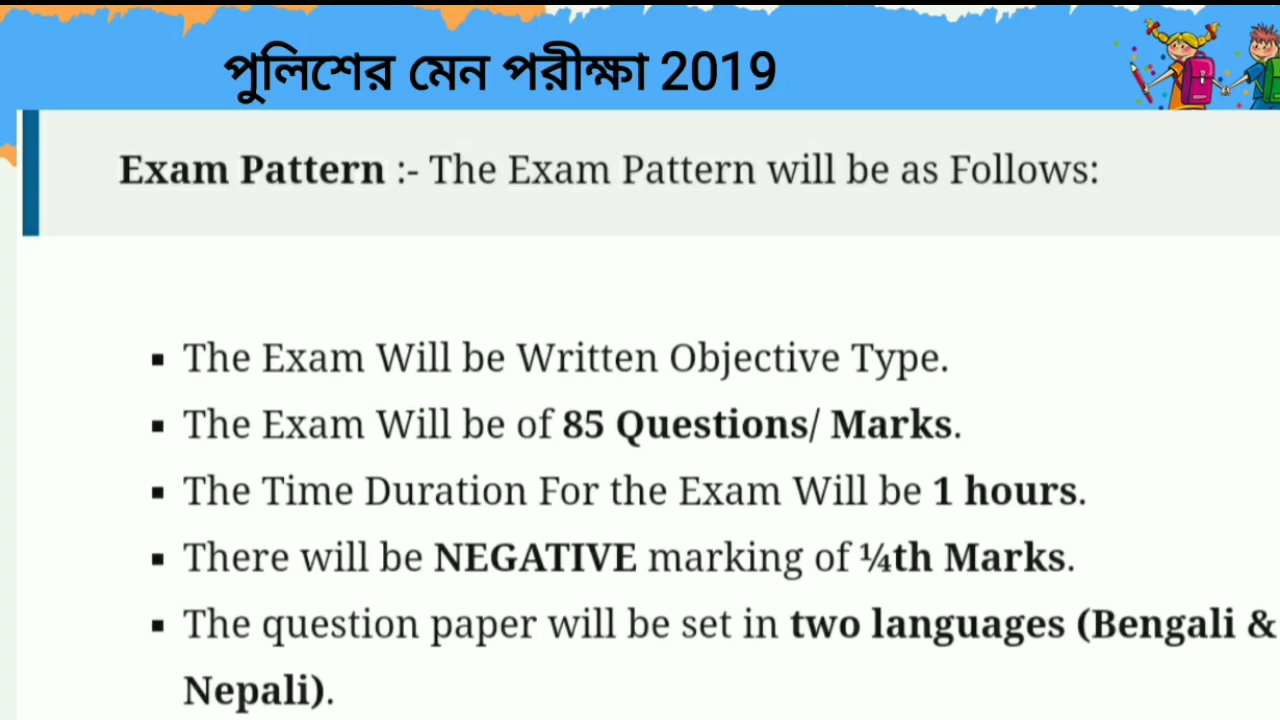 পুলিশের মেন পরীক্ষা 2019
Exam Pattern :- The Exam Pattern will be as Follows:
▪ The Exam Will be Written Objective Type.
▪ The Exam Will be of 85 Questions/ Marks.
▪ The Time Duration For the Exam Will be 1 hours.
▪ There will be NEGATIVE marking of ¼th Marks.
▪ The question paper will be set in two languages (Bengali &
Nepali).